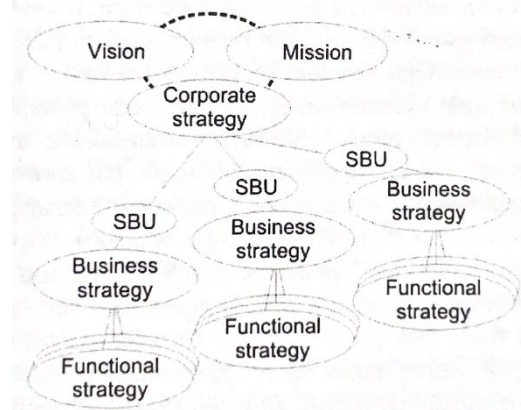 Vision
Mission
Corporate
strategy
SBU
Business
strategy
Functional
strategy
SBU
Business
strategy
Functional
strategy
SBU
Business
strategy
Functional
strategy